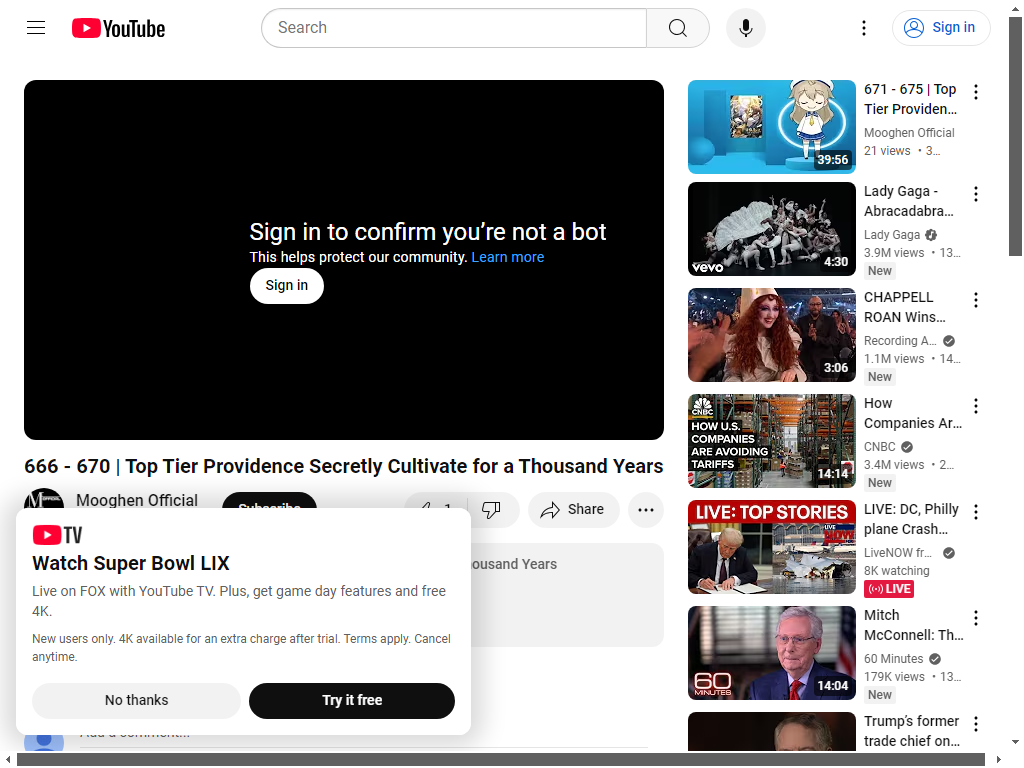 YouTube
Search
Sign in
Sign in to confirm you're not a bot
This helps protect our community. Learn more
Sign in
666 - 670 | Top Tier Providence Secretly Cultivate for a Thousand Years
Mooghen Official
Subscribe
1
Share
ousand Years
TV
Watch Super Bowl LIX
Live on FOX with YouTube TV. Plus, get game day features and free
4K.
New users only. 4K available for an extra charge after trial. Terms apply. Cancel
anytime.
No thanks
Try it free
Add a comment...
39:56
671 - 675 | Top
Tier Providen...
Mooghen Official
21 views • 3...
vevo
4:30
Lady Gaga -
Abracadabra...
Lady Gaga
3.9M views • 13...
New
3:06
CHAPPELL
ROAN Wins...
Recording A...
1.1M views • 14...
New
CNBC
HOW U.S.
COMPANIES
ARE AVOIDING
TARIFFS
14:14
How
Companies Ar...
CNBC
3.4M views • 2...
New
LIVE: TOP STORIES
LIVE
LIVE: DC, Philly
plane Crash...
LiveNOW fr...
8K watching
LIVE
60
MINUTES
14:04
Mitch
McConnell: Th...
60 Minutes
179K views • 13...
New
Trump's former
trade chief on...